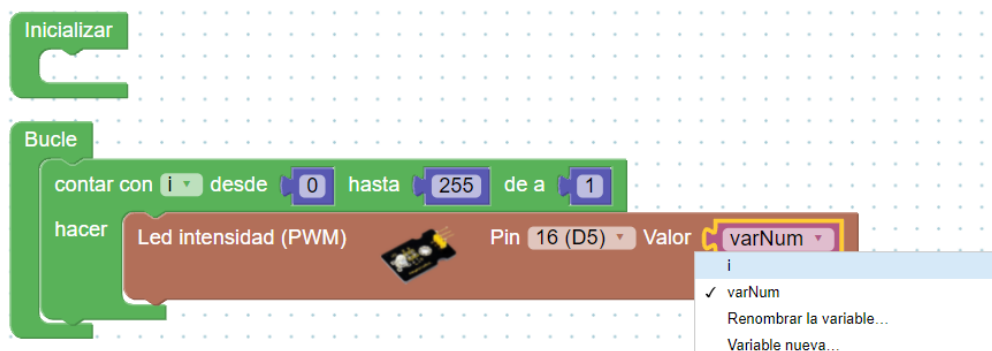 Inicializar
Bucle
contar con i desde 0 hasta 255 de a 1
hacer
Led intensidad (PWM) Pin 16 (D5) Valor varNum
i
✓ varNum
Renombrar la variable...
Variable nueva...